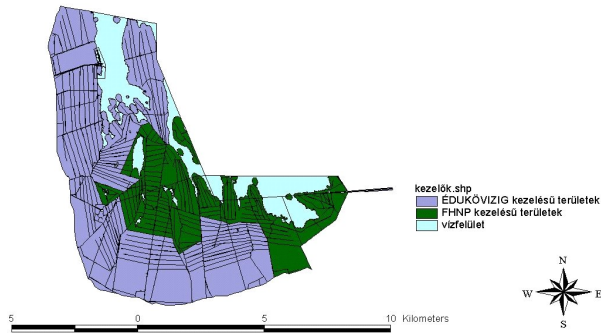 kezelők.shp
ÉDUKÖVIZIG kezelésű területek
FHNP kezelésű területek
vízfelület
N
W E
S
5 0 5 10 Kilometers